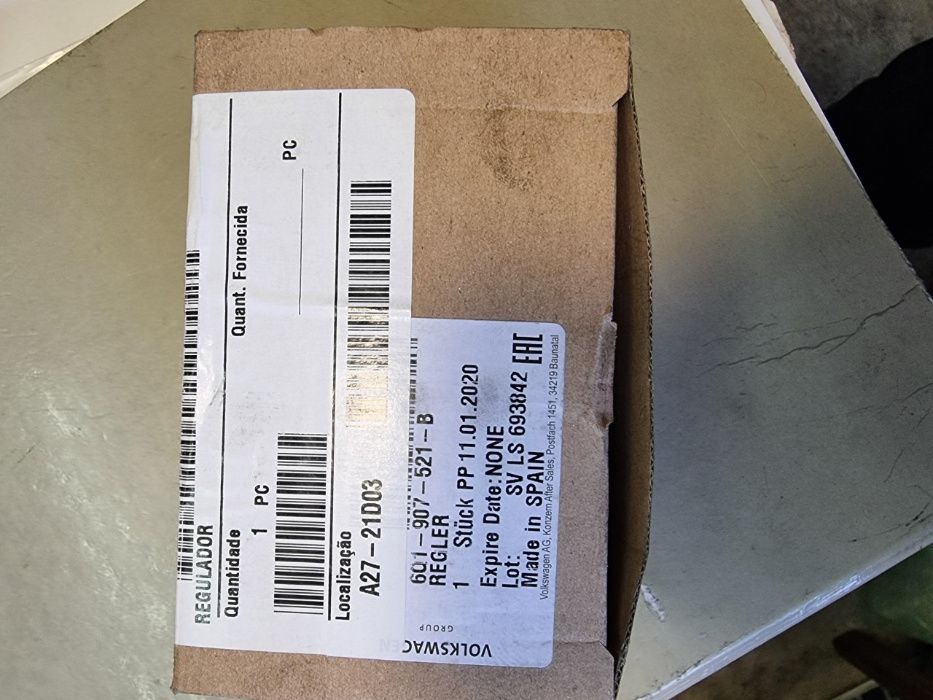 REGULADOR
Quantidade
Quant. Fornecida
1 PC
PC
Localização
A27-21D03
6Q1-907-521-B
REGLER
1 Stück PP 11.01.2020
Expire Date: NONE
Lot:
SV LS 693842
EAC
Made in SPAIN
Volkswagen AG, Konzern After Sales, Postfach 1451, 34219 Baunatal
VOLKSWAGEN
GROUP